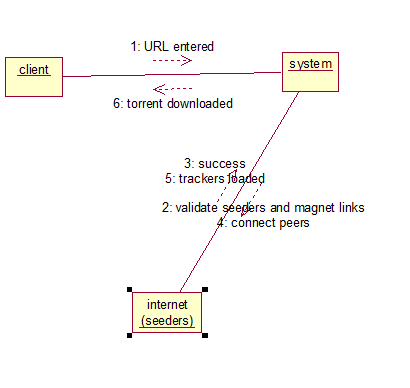 1: URL entered
client
system
6: torrent downloaded
3: success
5: trackers loaded
2: validate seeders and magnet links
4: connect peers
internet
(seeders)